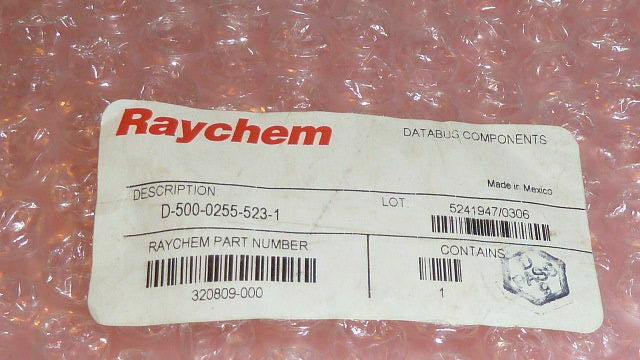 Raychem
DATABUS COMPONENTS
Made in Mexico
DESCRIPTION
D-500-0255-523-1
LOT.
5241947/0306
RAYCHEM PART NUMBER
320809-000
CONTAINS
1